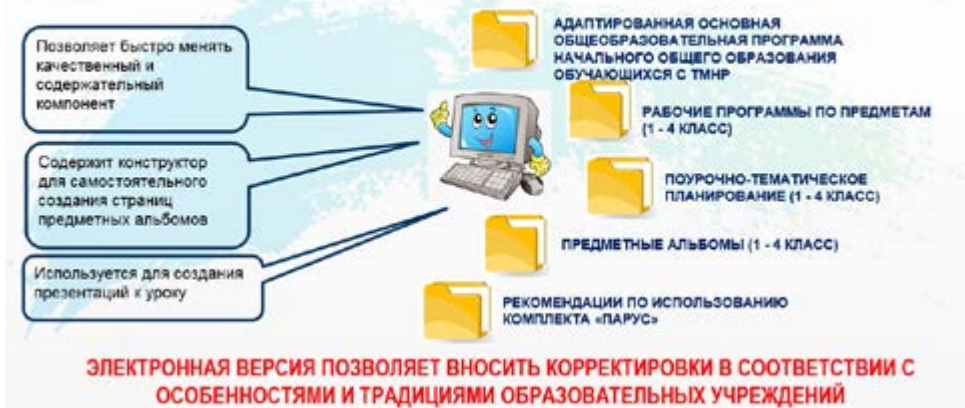 Позволяет быстро менять
качественный и
содержательный
компонент
Содержит конструктор
для самостоятельного
создания страниц
предметных альбомов
Используется для создания
презентаций к уроку
АДАПТИРОВАННАЯ ОСНОВНАЯ
ОБЩЕОБРАЗОВАТЕЛЬНАЯ ПРОГРАММА
НАЧАЛЬНОГО ОБЩЕГО ОБРАЗОВАНИЯ
ОБУЧАЮЩИХСЯ С ТМНР
РАБОЧИЕ ПРОГРАММЫ ПО ПРЕДМЕТАМ
(1 - 4 КЛАСС)
ПОУРОЧНО-ТЕМАТИЧЕСКОЕ
ПЛАНИРОВАНИЕ (1 - 4 КЛАСС)
ПРЕДМЕТНЫЕ АЛЬБОМЫ (1 - 4 КЛАСС)
РЕКОМЕНДАЦИИ ПО ИСПОЛЬЗОВАНИЮ
КОМПЛЕКТА «ПАРУС»
ЭЛЕКТРОННАЯ ВЕРСИЯ ПОЗВОЛЯЕТ ВНОСИТЬ КОРРЕКТИРОВКИ В СООТВЕТСТВИИ С
ОСОБЕННОСТЯМИ И ТРАДИЦИЯМИ ОБРАЗОВАТЕЛЬНЫХ УЧРЕЖДЕНИЙ